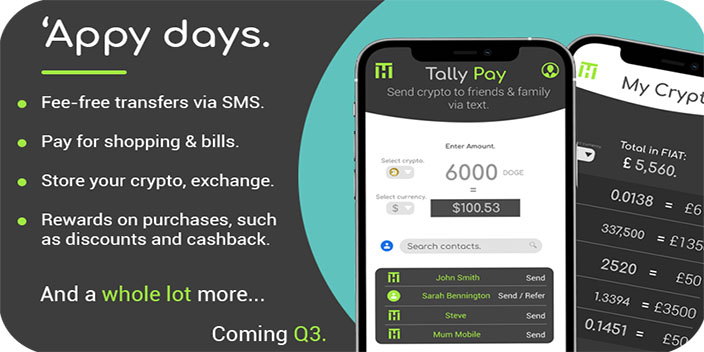 ‘Appy days.
Fee-free transfers via SMS.
Pay for shopping & bills.
Store your crypto, exchange.
Rewards on purchases, such
as discounts and cashback.
And a whole lot more...
Coming Q3.
Tally Pay
Send crypto to friends & family
via text.
Enter Amount.
Select crypto.
6000 DOGE
=
Select currency.
$ $100.53
Search contacts.
John Smith Send
Sarah Bennington Send / Refer
Steve Send
Mum Mobile Send
My Crypt
Total in FIAT:
£ 5,560.
0.0138 = £6
337,500 = £135
2520 = £50
1.3394 = £3500
0.1451 = £50